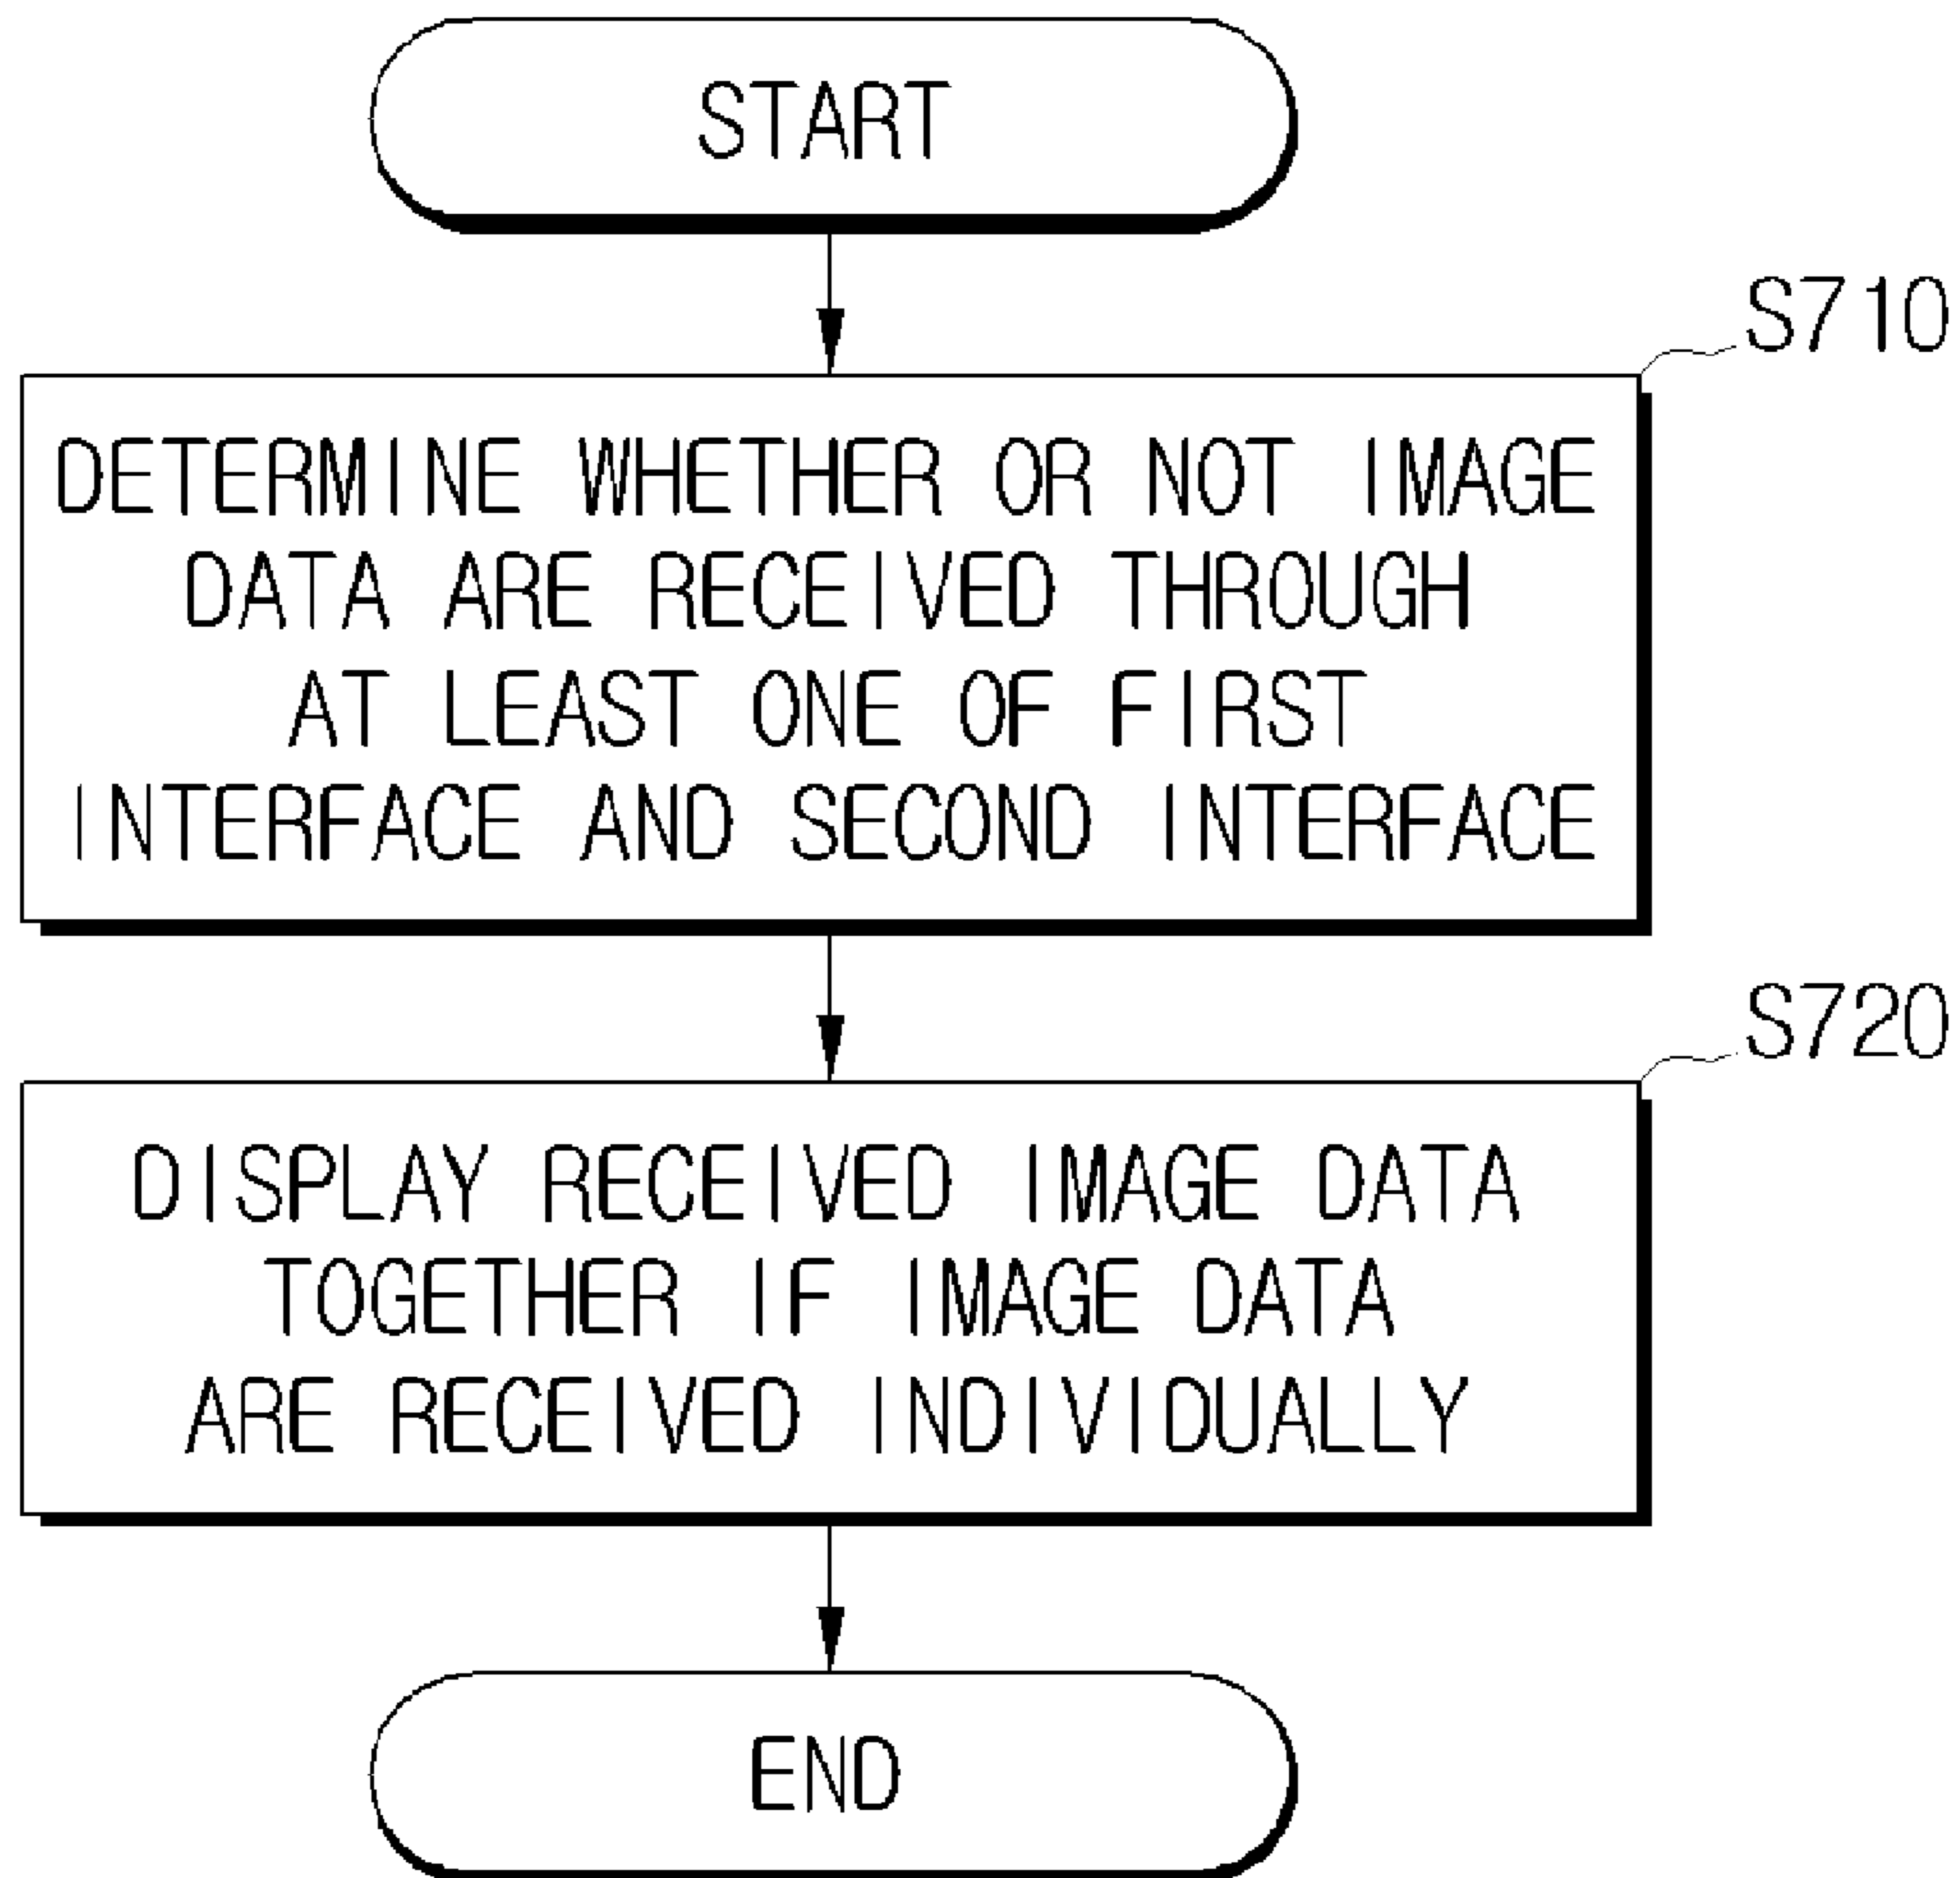 START
S710
DETERMINE WHETHER OR NOT IMAGE
DATA ARE RECEIVED THROUGH
AT LEAST ONE OF FIRST
INTERFACE AND SECOND INTERFACE
S720
DISPLAY RECEIVED IMAGE DATA
TOGETHER IF IMAGE DATA
ARE RECEIVED INDIVIDUALLY
END